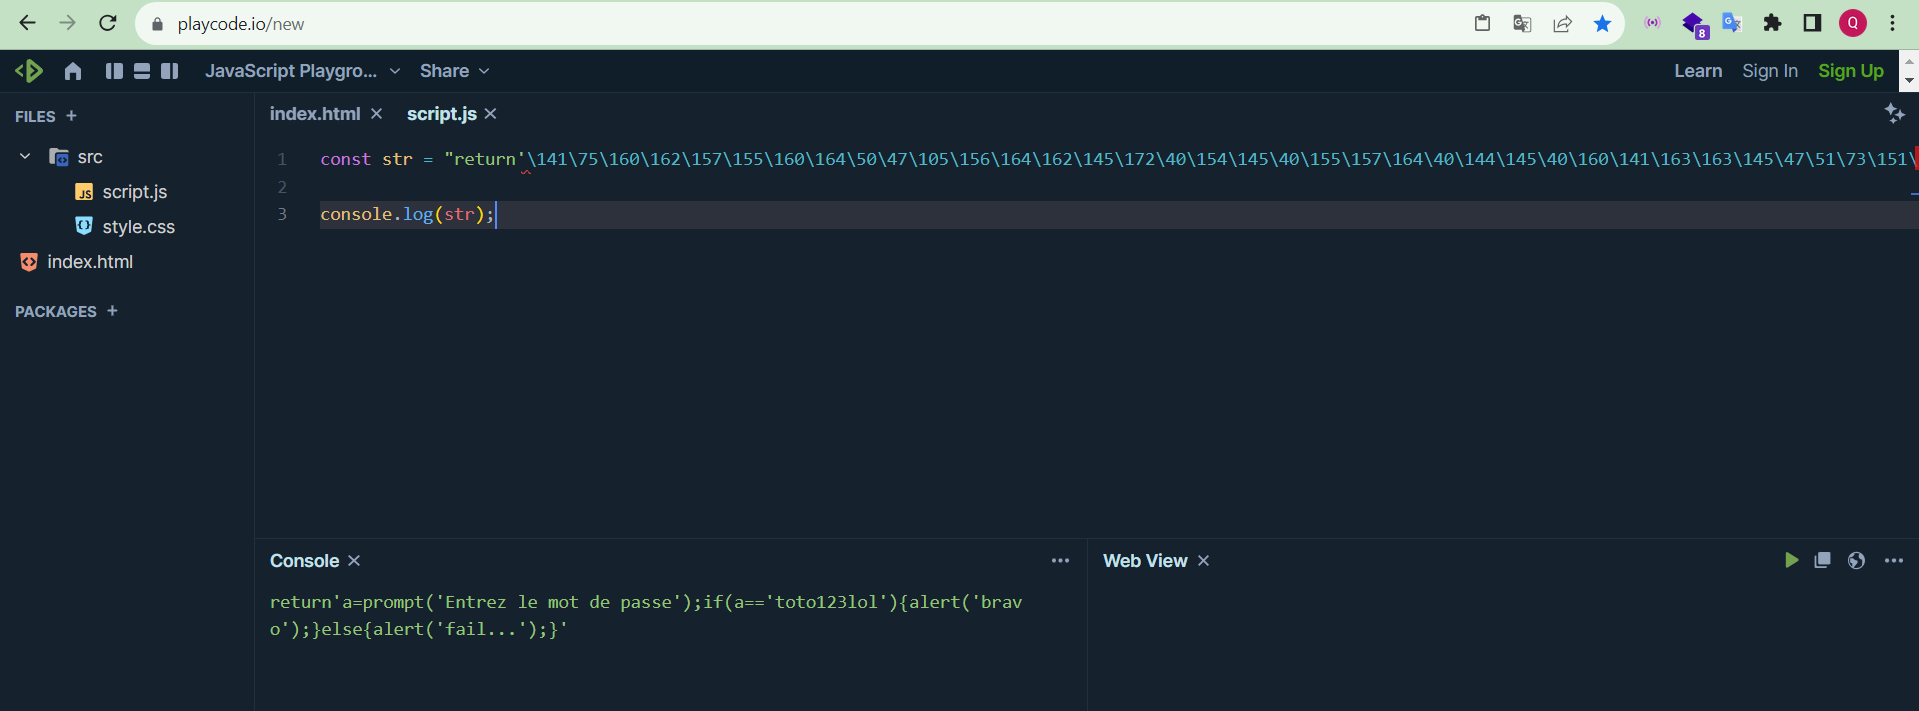 playcode.io/new
Q
8
JavaScript Playgro...
Share
Learn
Sign In
Sign Up
FILES +
index.html
script.js
src
script.js
style.css
index.html
PACKAGES +
1 const str = "return'\141\75\160\162\157\155\160\164\50\47\105\156\164\162\145\172\40\154\145\40\155\157\164\40\144\145\40\160\141\163\163\145\47\51\73\151\
2
3 console.log(str);
Console
return'a=prompt('Entrez le mot de passe');if(a=='toto123lol'){alert('brav
o');}else{alert('fail...');}'
Web View